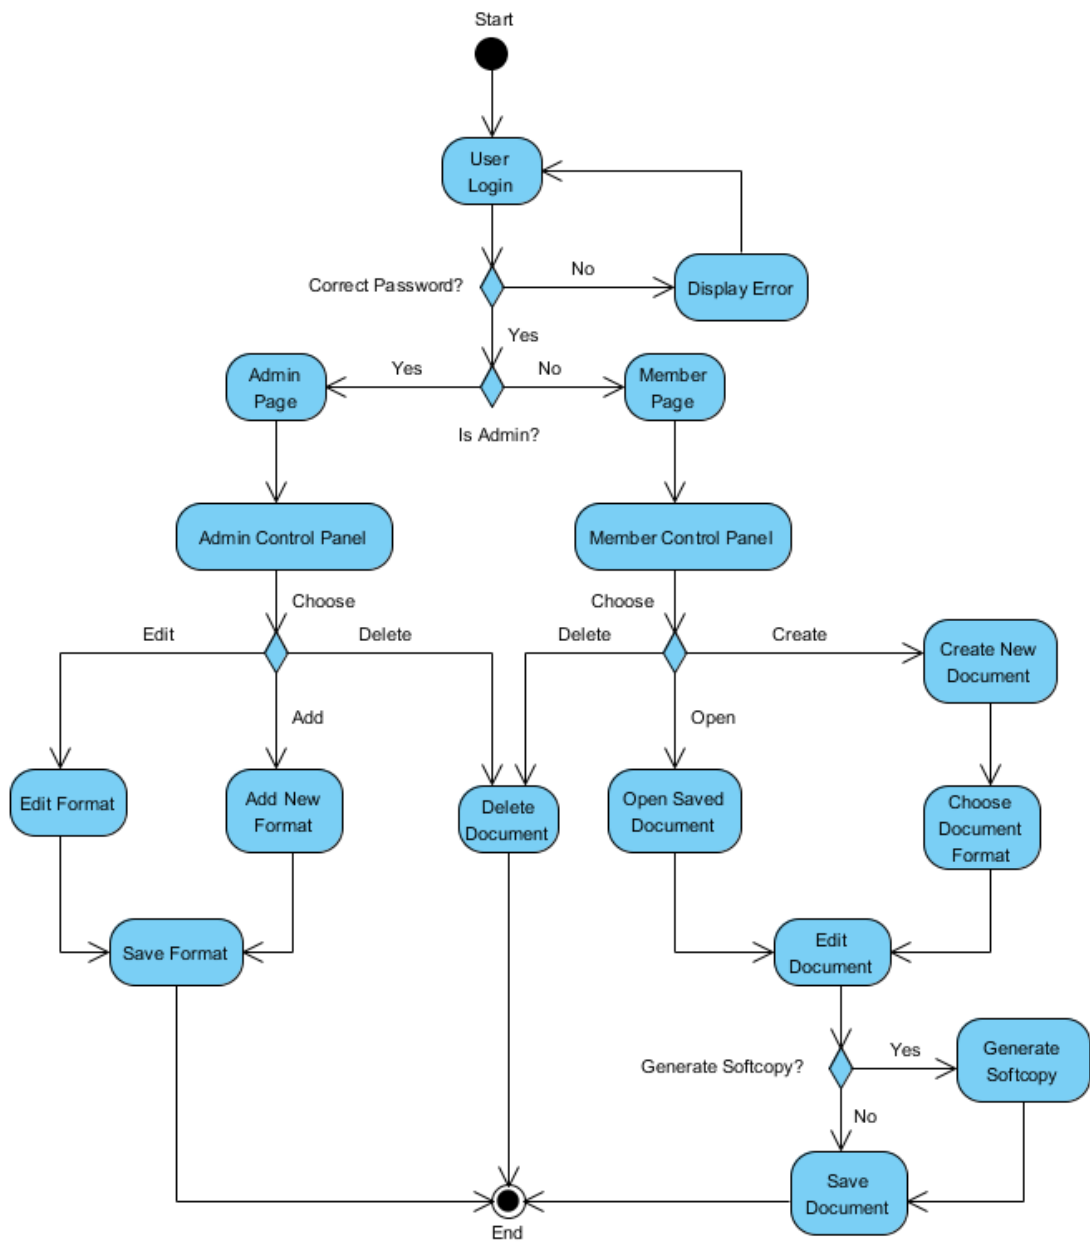 Start
User
Login
Correct Password?
No
Display Error
Yes
Admin
Page
Yes
No
Member
Page
Is Admin?
Admin Control Panel
Member Control Panel
Choose
Choose
Edit
Delete
Delete
Create
Create New
Document
Add
Open
Edit Format
Add New
Format
Delete
Document
Open Saved
Document
Choose
Document
Format
Save Format
Edit
Document
Generate Softcopy?
Yes
Generate
Softcopy
No
Save
Document
End